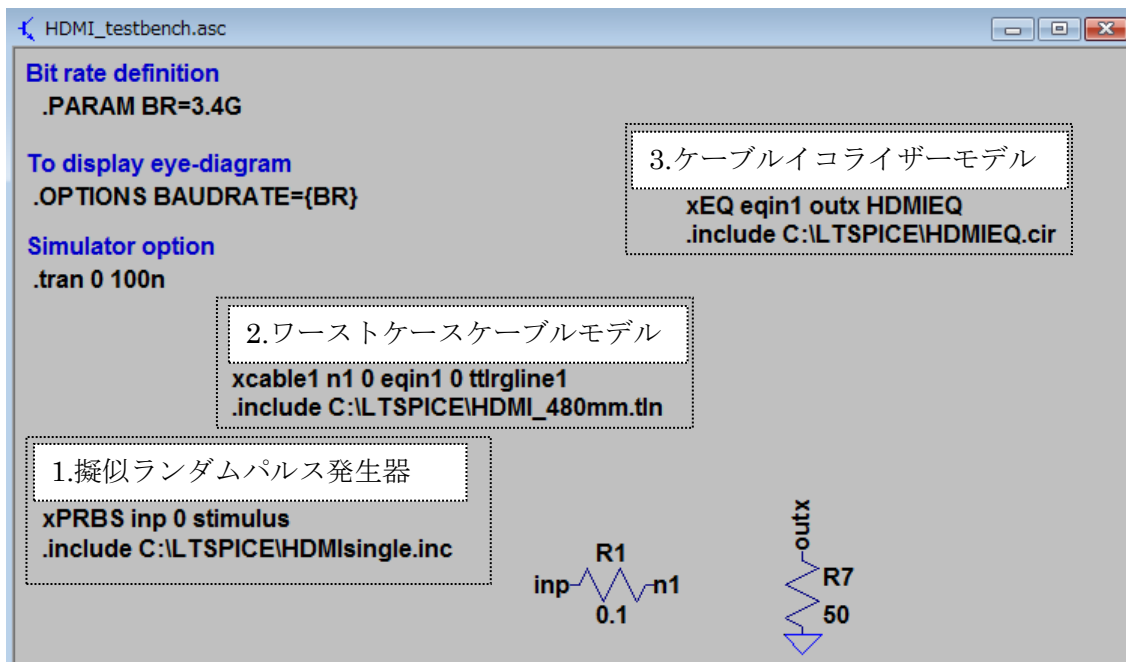 HDMI_testbench.asc
Bit rate definition
.PARAM BR=3.4G
To display eye-diagram
.OPTIONS BAUDRATE={BR}
Simulator option
.tran 0 100n
3.ケーブルイコライザーモデル
xEQ eqin1 outx HDMIEQ
.include C:\LTSPICE\HDMIEQ.cir
2.ワーストケースケーブルモデル
xcable1 n1 0 eqin1 0 ttlrgline1
.include C:\LTSPICE\HDMI_480mm.tln
1.擬似ランダムパルス発生器
xPRBS inp 0 stimulus
.include C:\LTSPICE\HDMIsingle.inc
R1
inp
n1
0.1
outx
R7
50